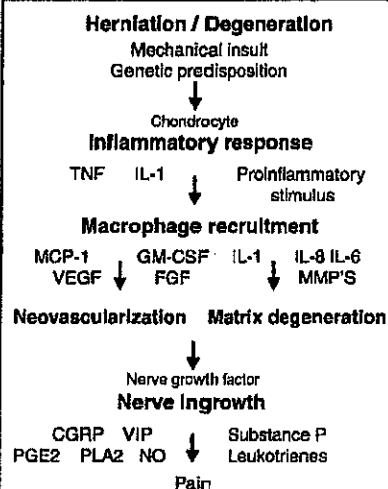 Herniation / Degeneration
Mechanical insult
Genetic predisposition
Chondrocyte
Inflammatory response
TNF IL-1 Proinflammatory
stimulus
Macrophage recruitment
MCP-1 GM-CSF IL-1 IL-8 IL-6
VEGF FGF MMP'S
Neovascularization Matrix degeneration
Nerve growth factor
Nerve Ingrowth
CGRP VIP Substance P
PGE2 PLA2 NO Leukotrienes
Pain